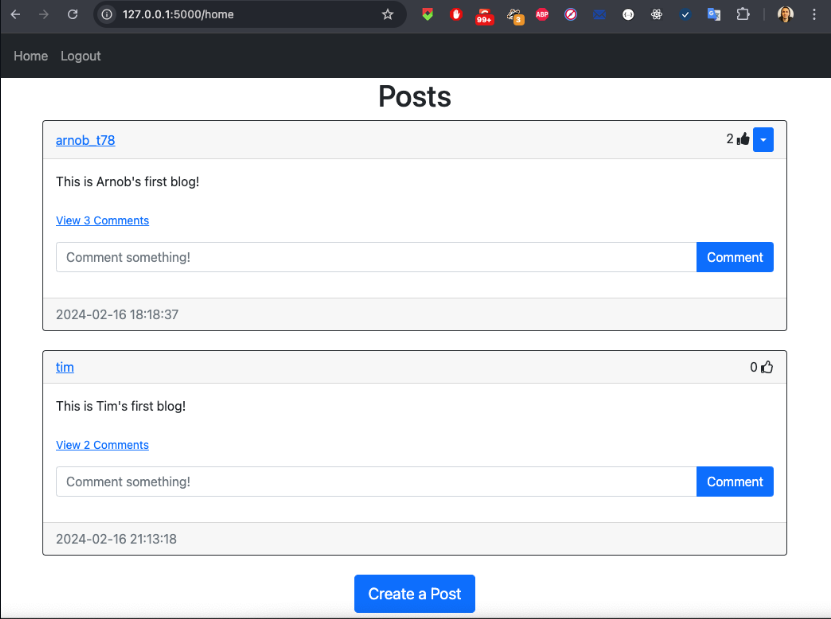 127.0.0.1:5000/home
99+
3
ABP
Home Logout
Posts
arnob_t78 2
This is Arnob's first blog!
View 3 Comments
Comment something! Comment
2024-02-16 18:18:37
tim 0
This is Tim's first blog!
View 2 Comments
Comment something! Comment
2024-02-16 21:13:18
Create a Post